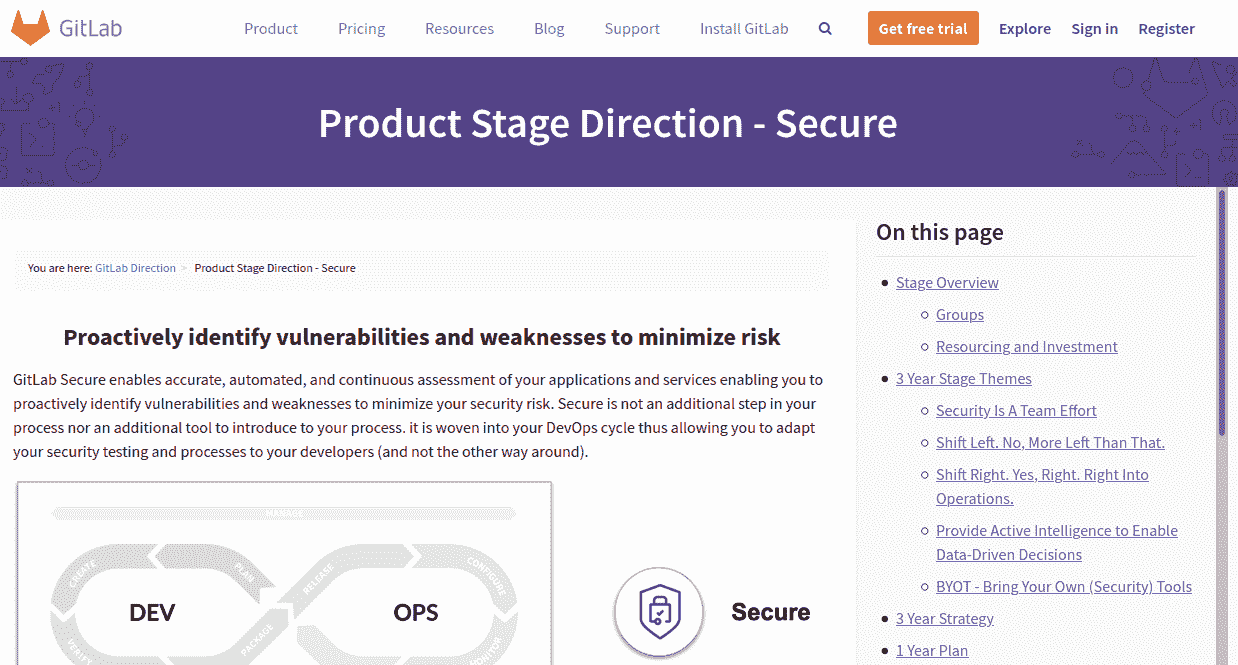 GitLab
Product Pricing Resources Blog Support Install GitLab Get free trial Explore Sign in Register
Product Stage Direction - Secure
You are here: GitLab Direction > Product Stage Direction - Secure
Proactively identify vulnerabilities and weaknesses to minimize risk
GitLab Secure enables accurate, automated, and continuous assessment of your applications and services enabling you to
proactively identify vulnerabilities and weaknesses to minimize your security risk. Secure is not an additional step in your
process nor an additional tool to introduce to your process. it is woven into your DevOps cycle thus allowing you to adapt
your security testing and processes to your developers (and not the other way around).
MANAGE
CREATE
PLAN
RELEASE
CONFIGURE
DEV
OPS
VERIFY
PACKAGE
MONITOR
Secure
On this page
Stage Overview
Groups
Resourcing and Investment
3 Year Stage Themes
Security Is A Team Effort
Shift Left. No, More Left Than That.
Shift Right. Yes, Right. Right Into
Operations.
Provide Active Intelligence to Enable
Data-Driven Decisions
BYOT - Bring Your Own (Security) Tools
3 Year Strategy
1 Year Plan